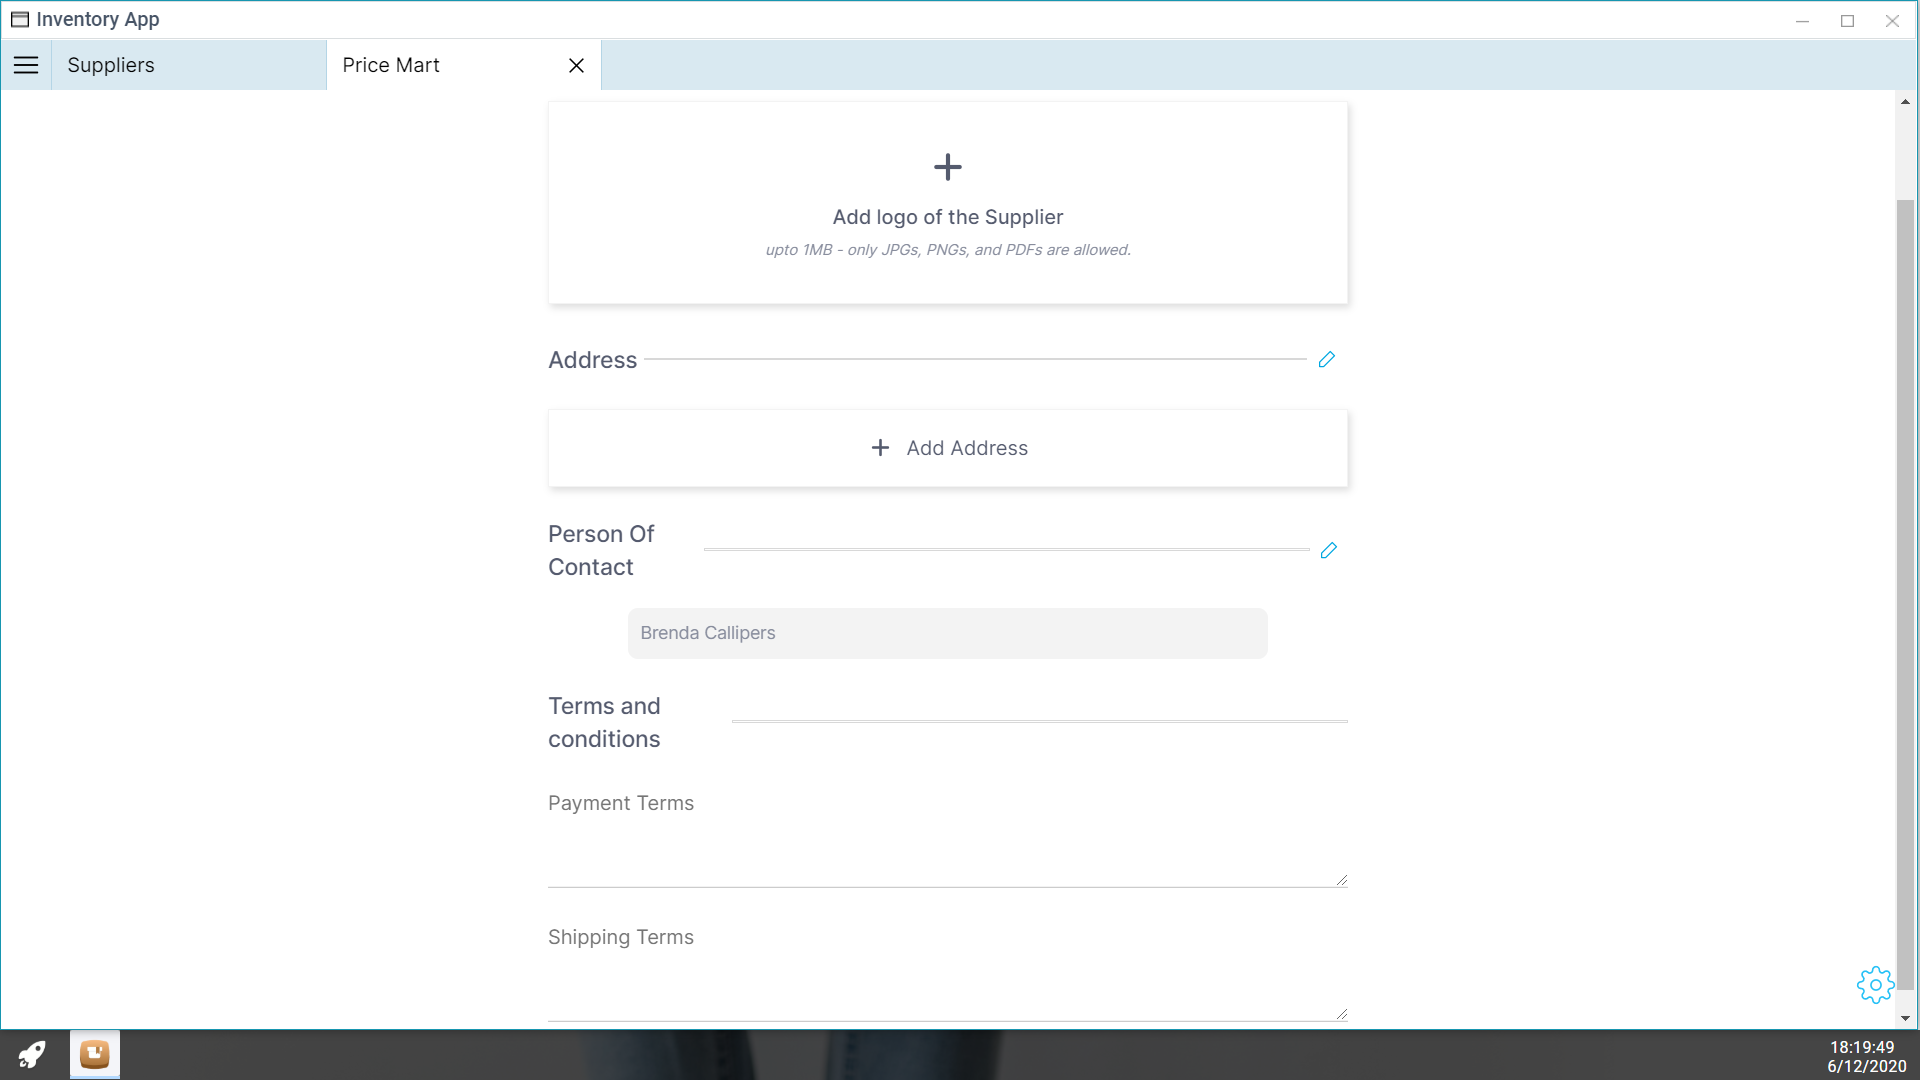 Inventory App
Suppliers
Price Mart
Add logo of the Supplier
upto 1MB - only JPGs, PNGs, and PDFs are allowed.
Address
Add Address
Person Of
Contact
Brenda Callipers
Terms and
conditions
Payment Terms
Shipping Terms
18:19:49
6/12/2020